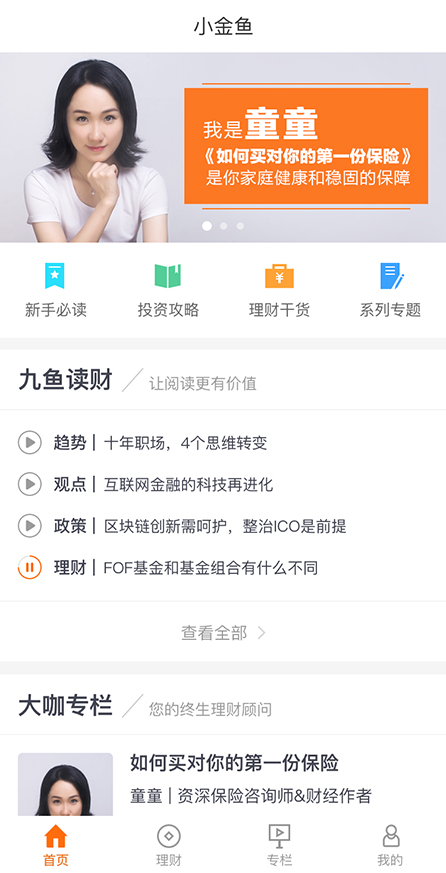 小金鱼
我是童童
《如何买对你的第一份保险》
是你家庭健康和稳固的保障
新手必读 投资攻略 理财干货 系列专题
九鱼读财 / 让阅读更有价值
趋势 | 十年职场，4个思维转变
观点 | 互联网金融的科技再进化
政策 | 区块链创新需呵护，整治ICO是前提
理财 | FOF基金和基金组合有什么不同
查看全部
大咖专栏 / 您的终生理财顾问
如何买对你的第一份保险
童童 | 资深保险咨询师&财经作者
首页 理财 专栏 我的